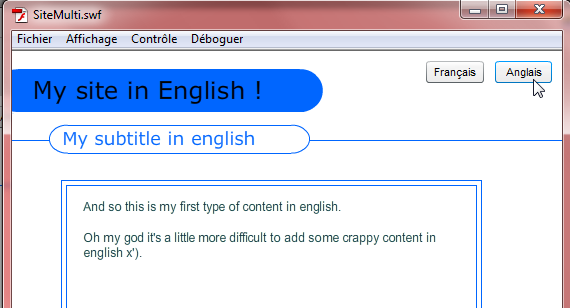 SiteMulti.swf
Fichier Affichage Contrôle Déboguer
Français Anglais
My site in English !
My subtitle in english
And so this is my first type of content in english.
Oh my god it's a little more difficult to add some crappy content in
english x').